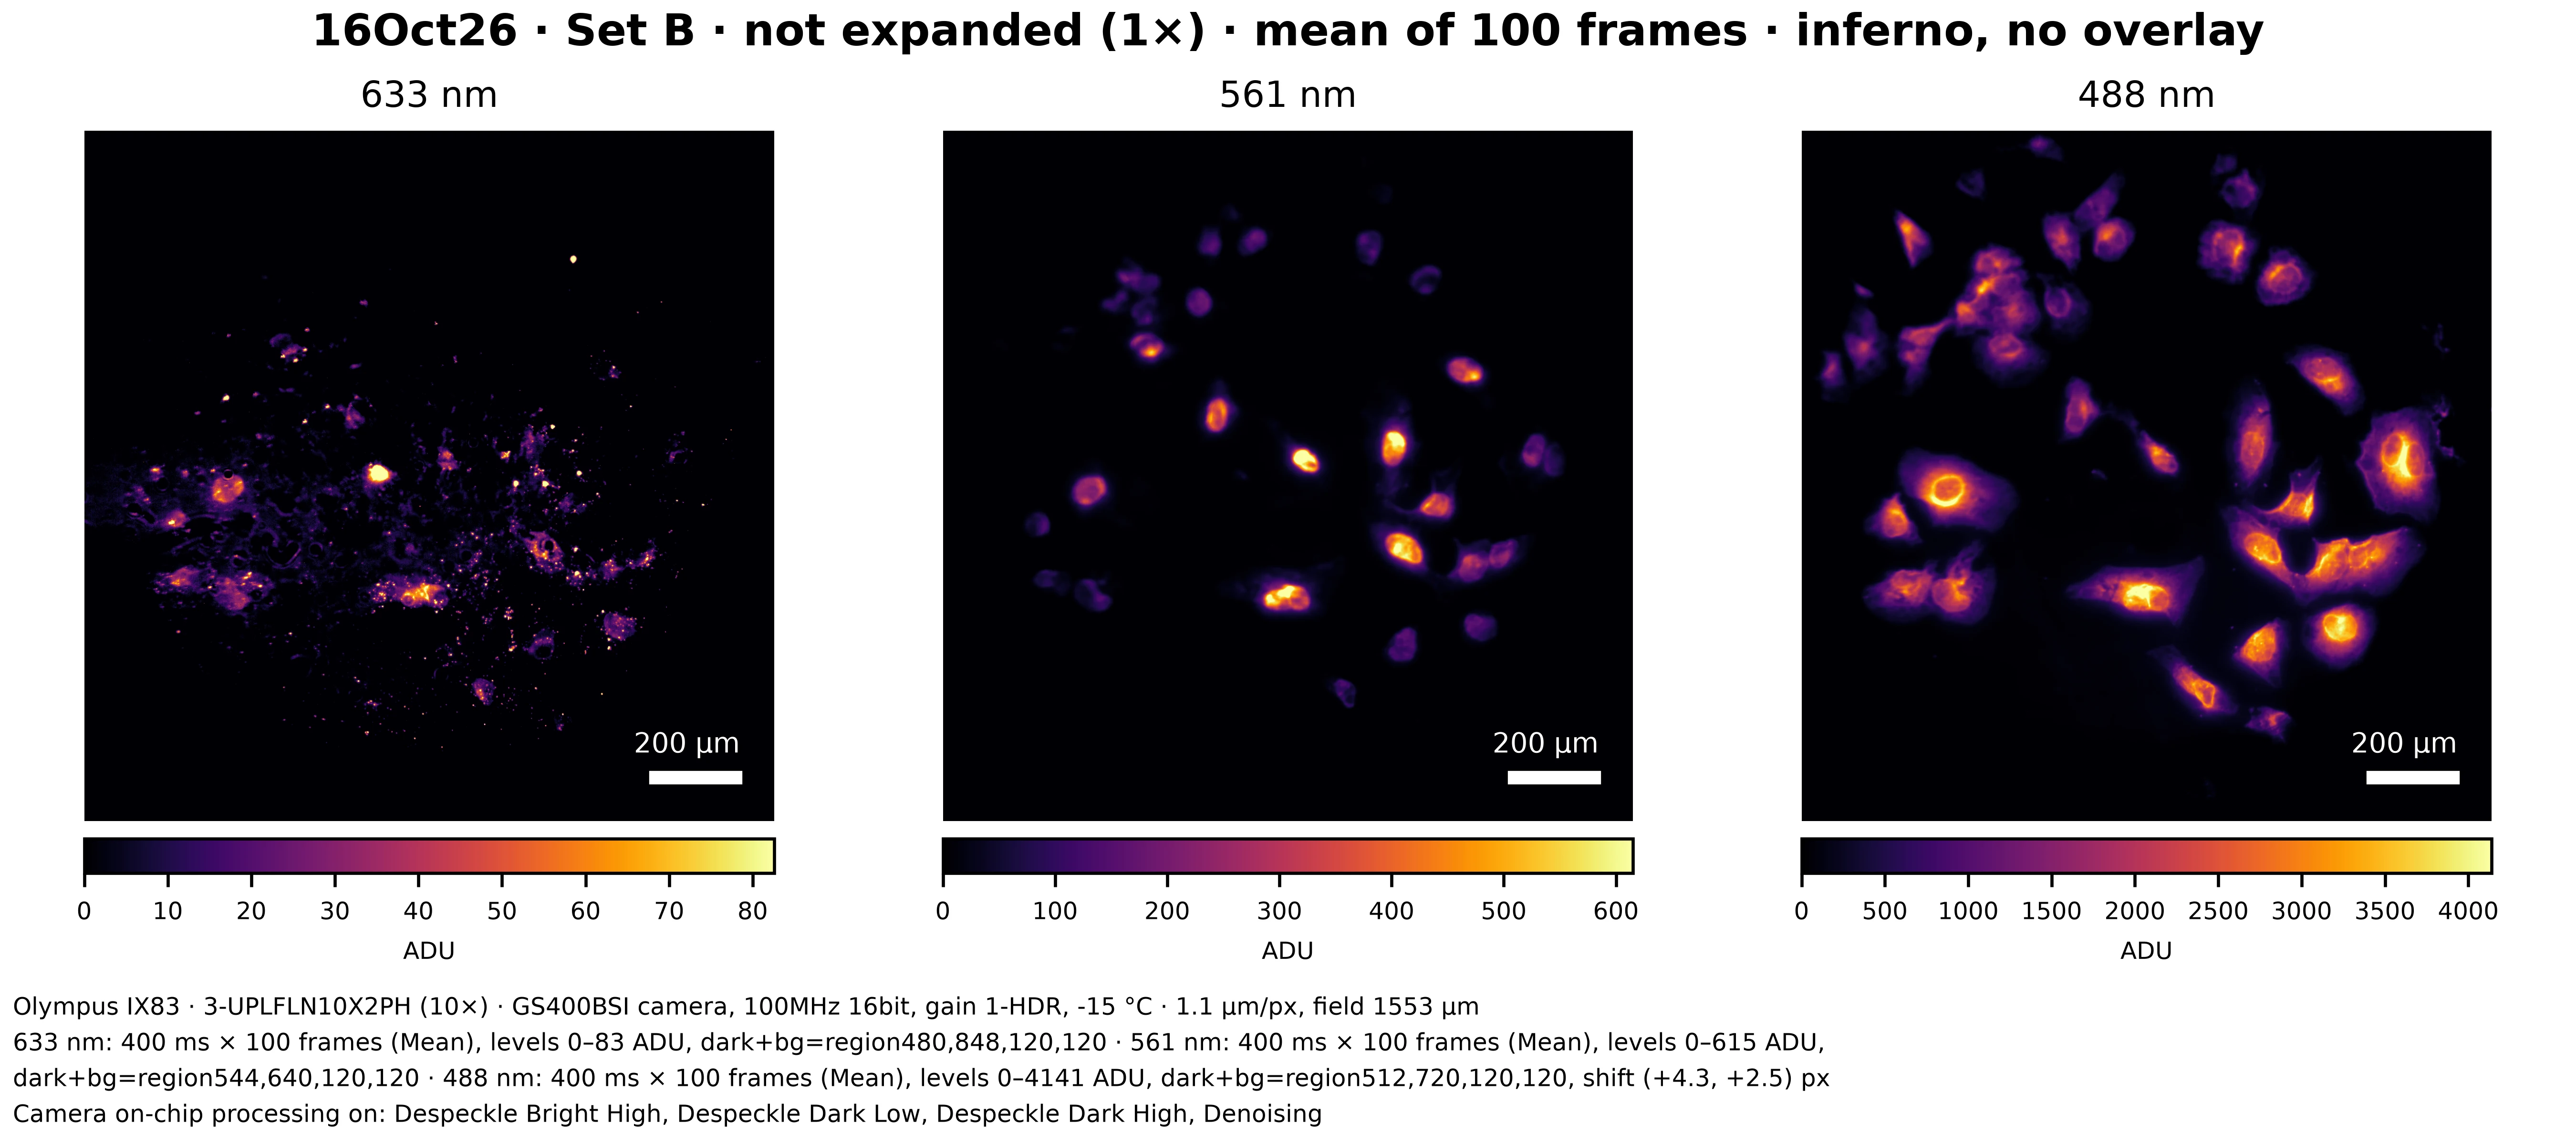 16Oct26 · Set B · not expanded (1×) · mean of 100 frames · inferno, no overlay
633 nm
561 nm
488 nm
200 µm
200 µm
200 µm
0 10 20 30 40 50 60 70 80
0 100 200 300 400 500 600
0 500 1000 1500 2000 2500 3000 3500 4000
ADU
ADU
ADU
Olympus IX83 · 3-UPLFLN10X2PH (10×) · GS400BSI camera, 100MHz 16bit, gain 1-HDR, -15 °C · 1.1 µm/px, field 1553 µm
633 nm: 400 ms × 100 frames (Mean), levels 0–83 ADU, dark+bg=region480,848,120,120 · 561 nm: 400 ms × 100 frames (Mean), levels 0–615 ADU,
dark+bg=region544,640,120,120 · 488 nm: 400 ms × 100 frames (Mean), levels 0–4141 ADU, dark+bg=region512,720,120,120, shift (+4.3, +2.5) px
Camera on-chip processing on: Despeckle Bright High, Despeckle Dark Low, Despeckle Dark High, Denoising